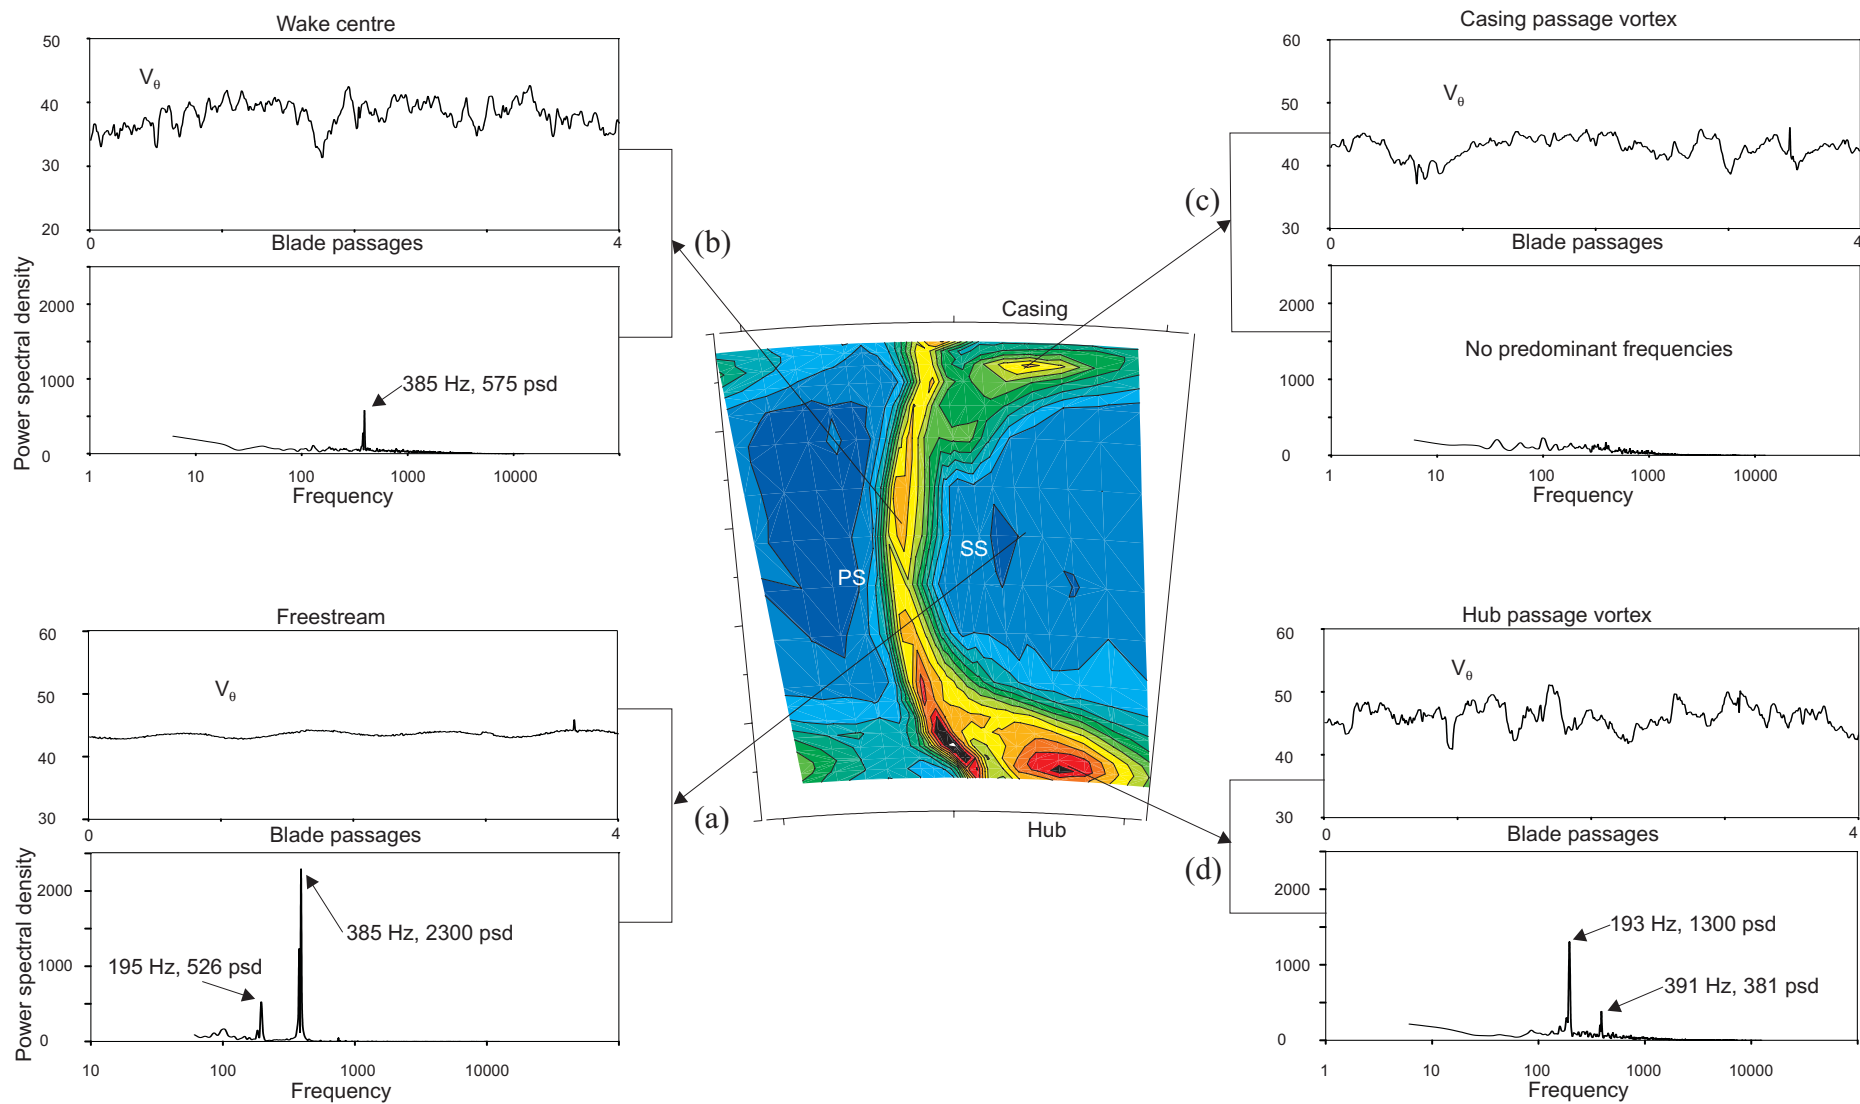 Wake centre
50
40
30
20
V_θ
0
4
Blade passages
Power spectral density
2000
1000
0
385 Hz, 575 psd
1
10
100
1000
10000
Frequency
(b)
Casing passage vortex
60
50
40
30
V_θ
0
4
Blade passages
(c)
2000
1000
0
No predominant frequencies
1
10
100
1000
10000
Frequency
Casing
PS
SS
Hub
Freestream
60
50
40
30
V_θ
0
4
Blade passages
Power spectral density
2000
1000
0
195 Hz, 526 psd
385 Hz, 2300 psd
10
100
1000
10000
Frequency
(a)
Hub passage vortex
60
50
40
30
V_θ
0
4
Blade passages
(d)
2000
1000
0
193 Hz, 1300 psd
391 Hz, 381 psd
1
10
100
1000
10000
Frequency